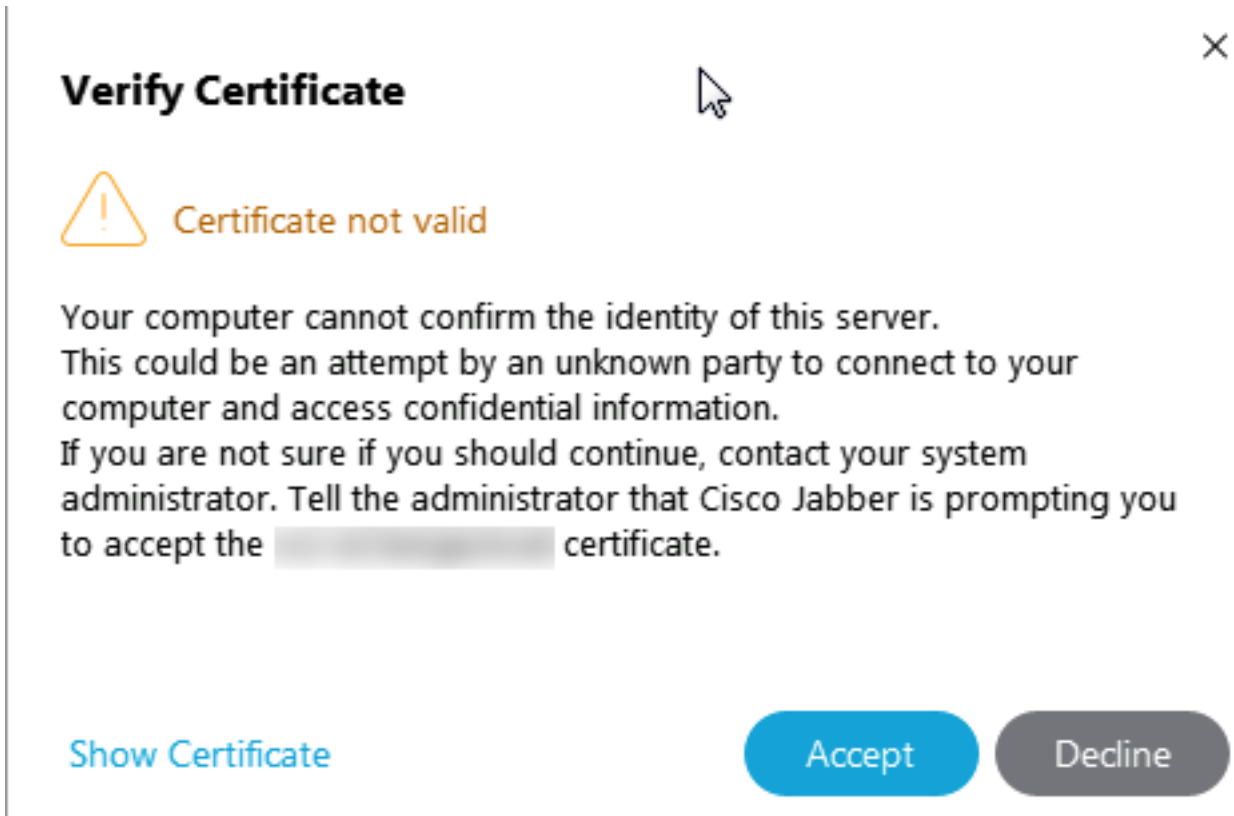 Verify Certificate
Certificate not valid
Your computer cannot confirm the identity of this server.
This could be an attempt by an unknown party to connect to your
computer and access confidential information.
If you are not sure if you should continue, contact your system
administrator. Tell the administrator that Cisco Jabber is prompting you
to accept the certificate.
Show Certificate
Accept
Decline